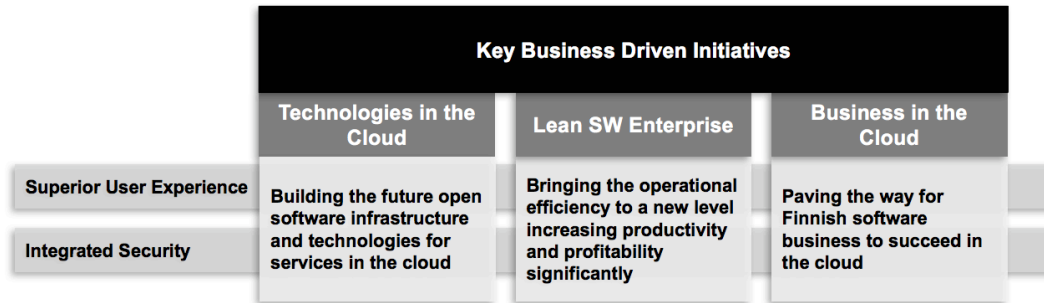 Key Business Driven Initiatives
Technologies in the
Cloud
Lean SW Enterprise
Business in the
Cloud
Superior User Experience
Integrated Security
Building the future open
software infrastructure
and technologies for
services in the cloud
Bringing the operational
efficiency to a new level
increasing productivity
and profitability
significantly
Paving the way for
Finnish software
business to succeed in
the cloud